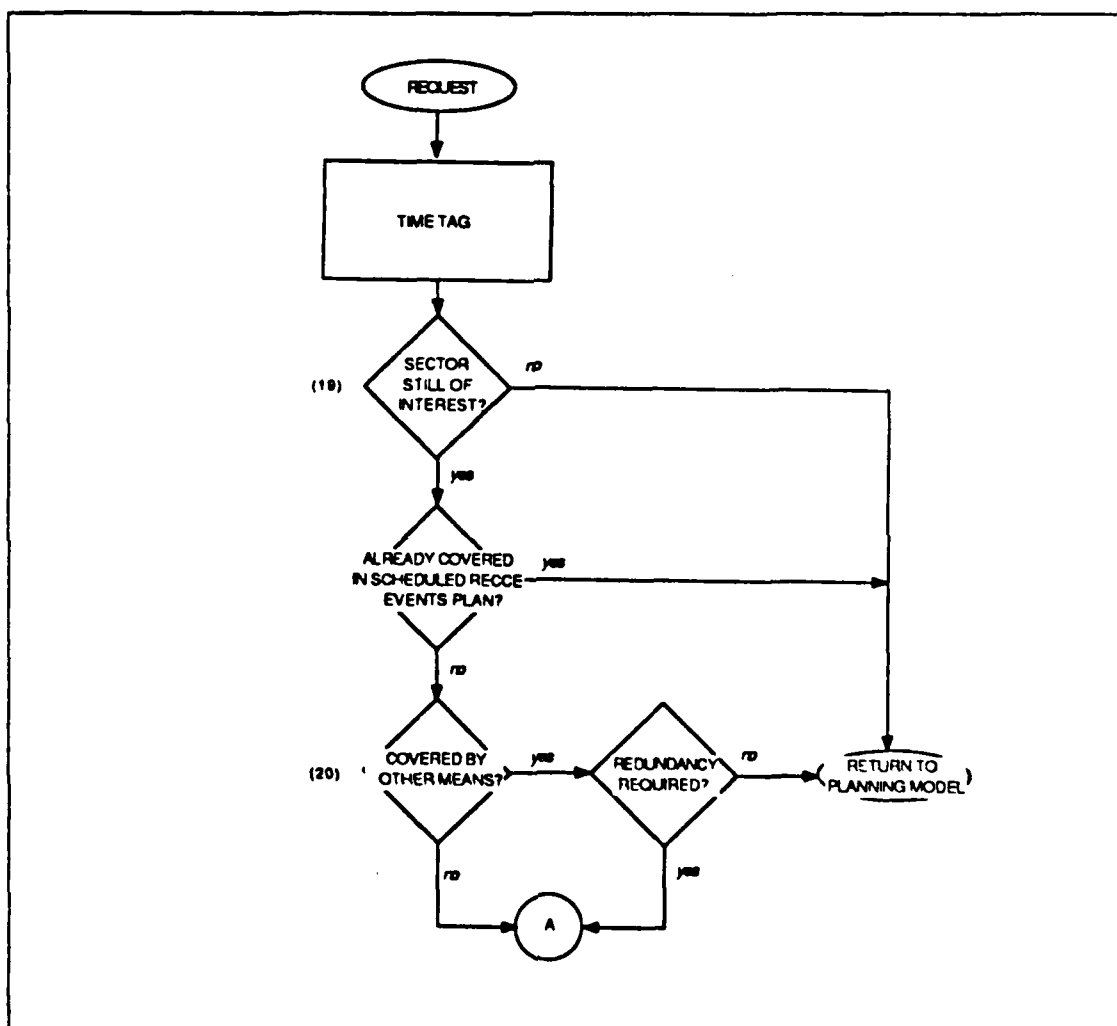 REQUEST
TIME TAG
(19)
SECTOR
STILL OF
INTEREST?
no
yes
ALREADY COVERED
IN SCHEDULED RECCE
EVENTS PLAN?
yes
no
(20)
COVERED BY
OTHER MEANS?
yes
REDUNDANCY
REQUIRED?
no
RETURN TO
PLANNING MODEL
no
yes
A